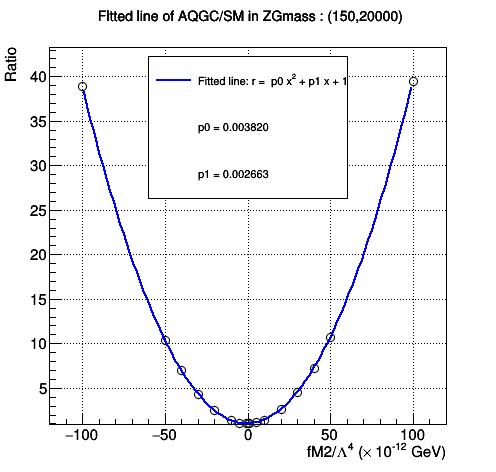 FItted line of AQGC/SM in ZGmass : (150,20000)
Ratio
Fitted line: r = p0 x² + p1 x + 1
p0 = 0.003820
p1 = 0.002663
40
35
30
25
20
15
10
5
−100 −50 0 50 100
fM2/Λ⁴ (× 10⁻¹² GeV)